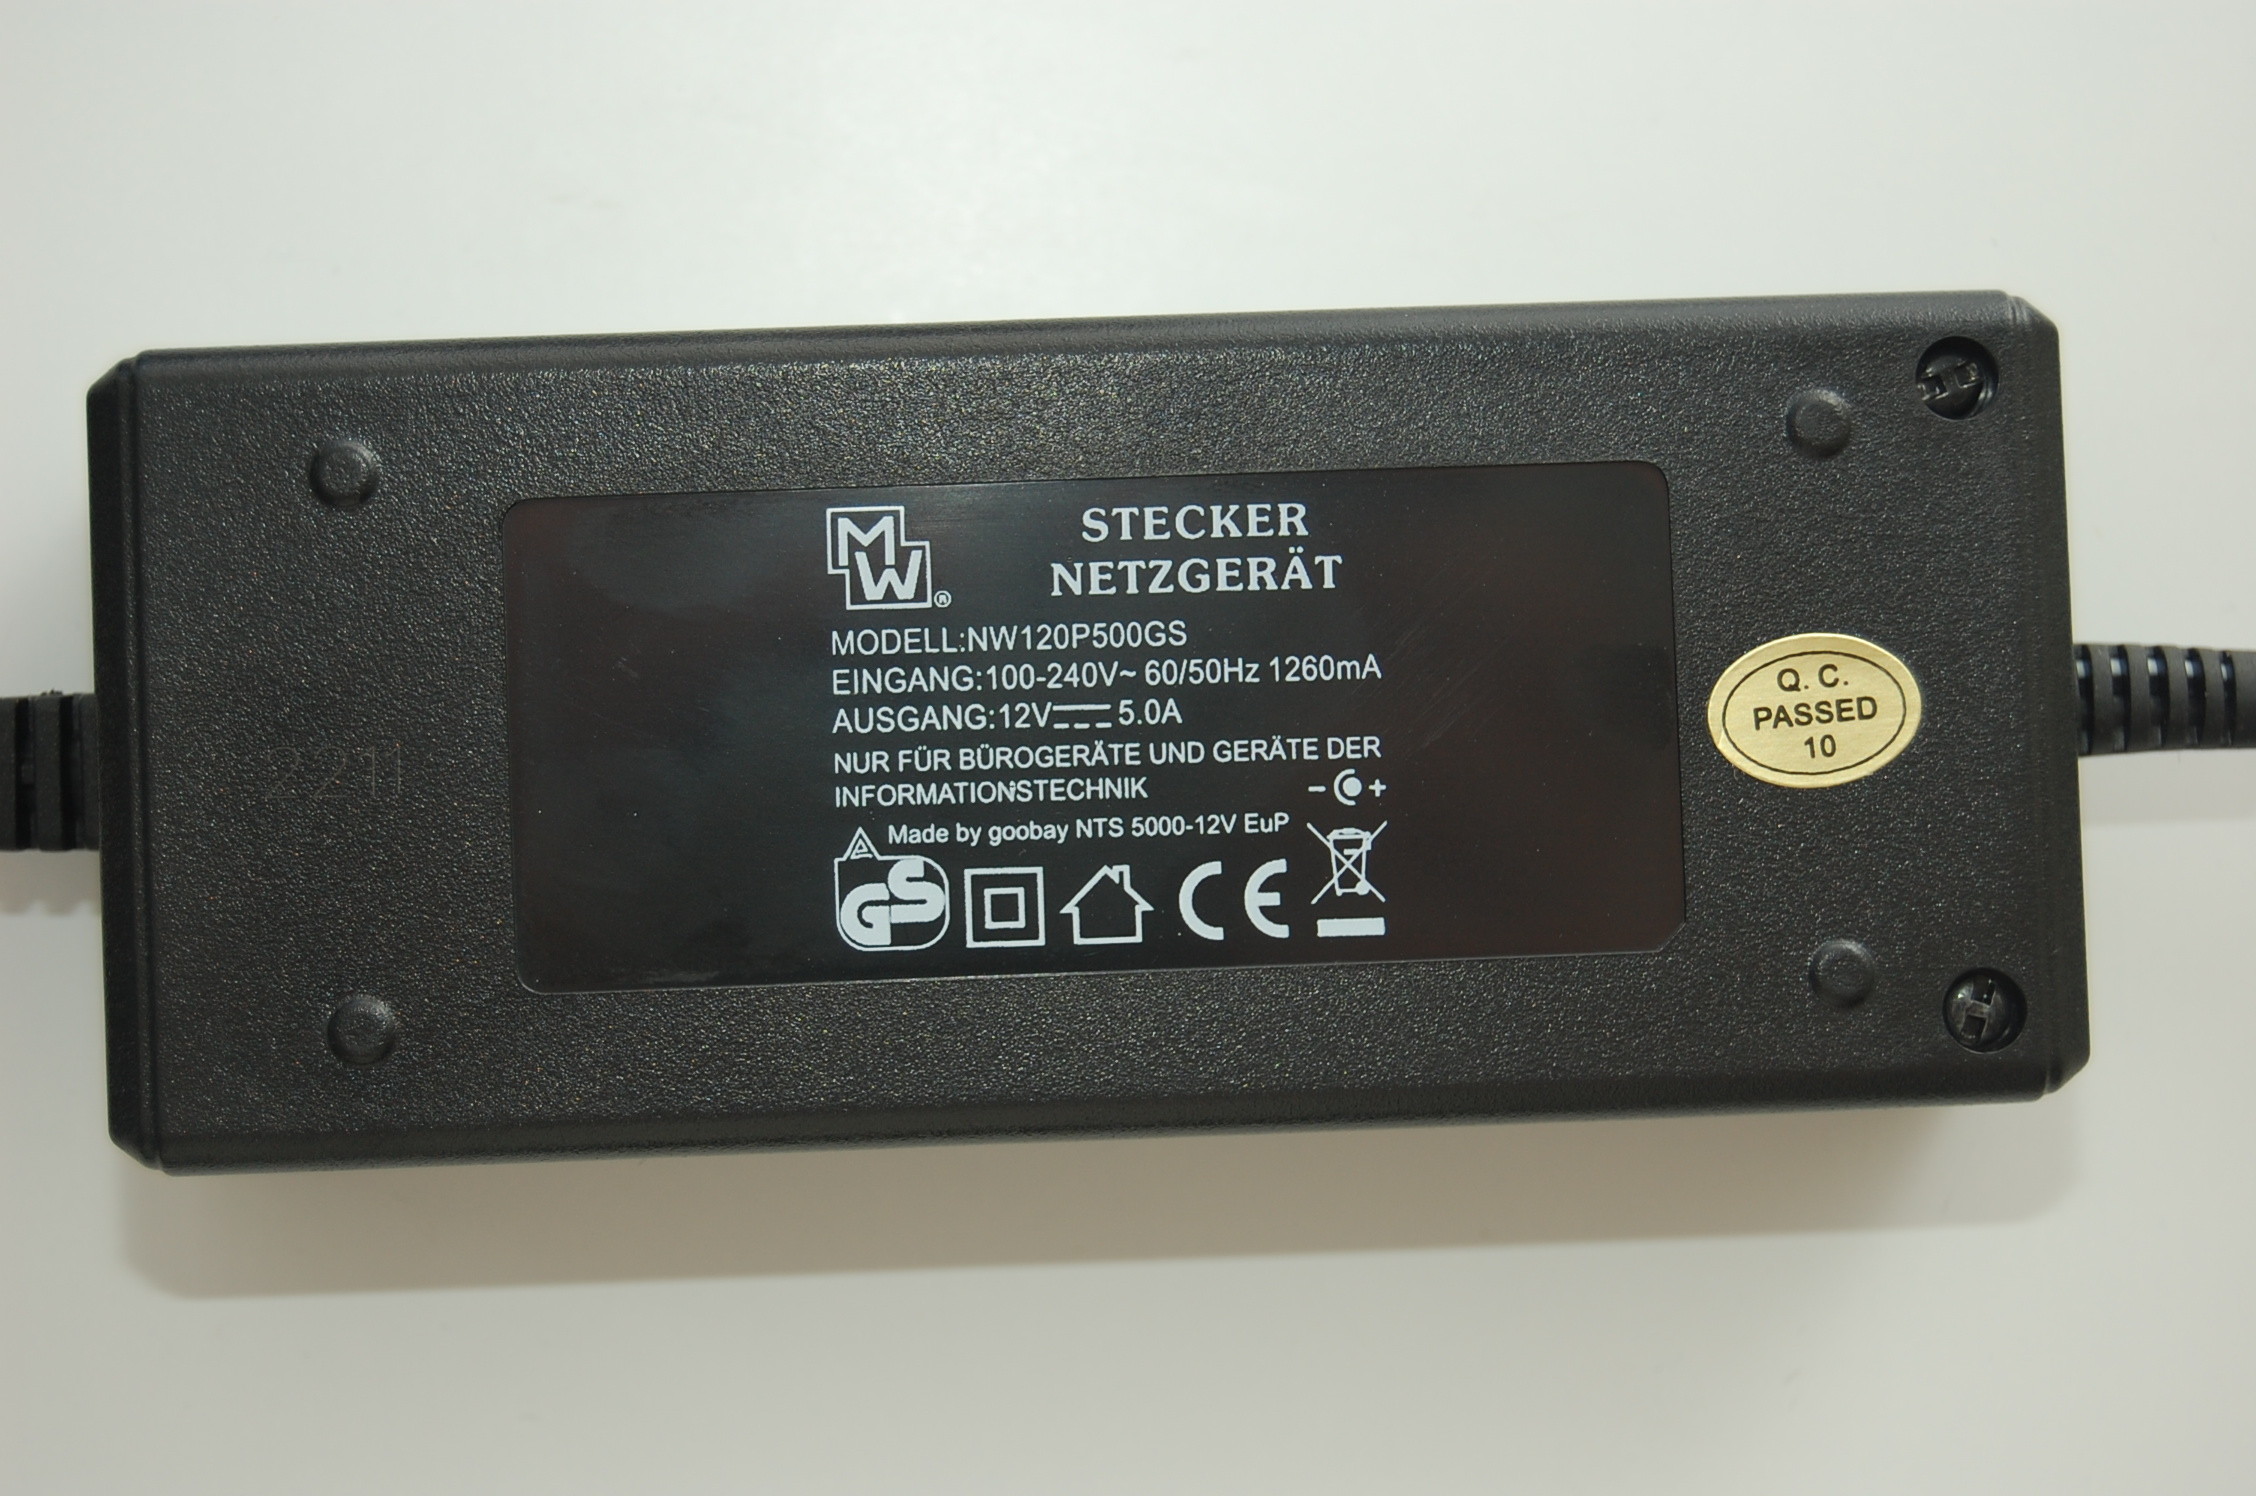 MW®
STECKER
NETZGERÄT
MODELL:NW120P500GS
EINGANG:100-240V~ 60/50Hz 1260mA
AUSGANG:12V⎓5.0A
NUR FÜR BÜROGERÄTE UND GERÄTE DER
INFORMATIONSTECHNIK
- +
Made by goobay NTS 5000-12V EuP
GS
CE
Q. C.
PASSED
10
2211